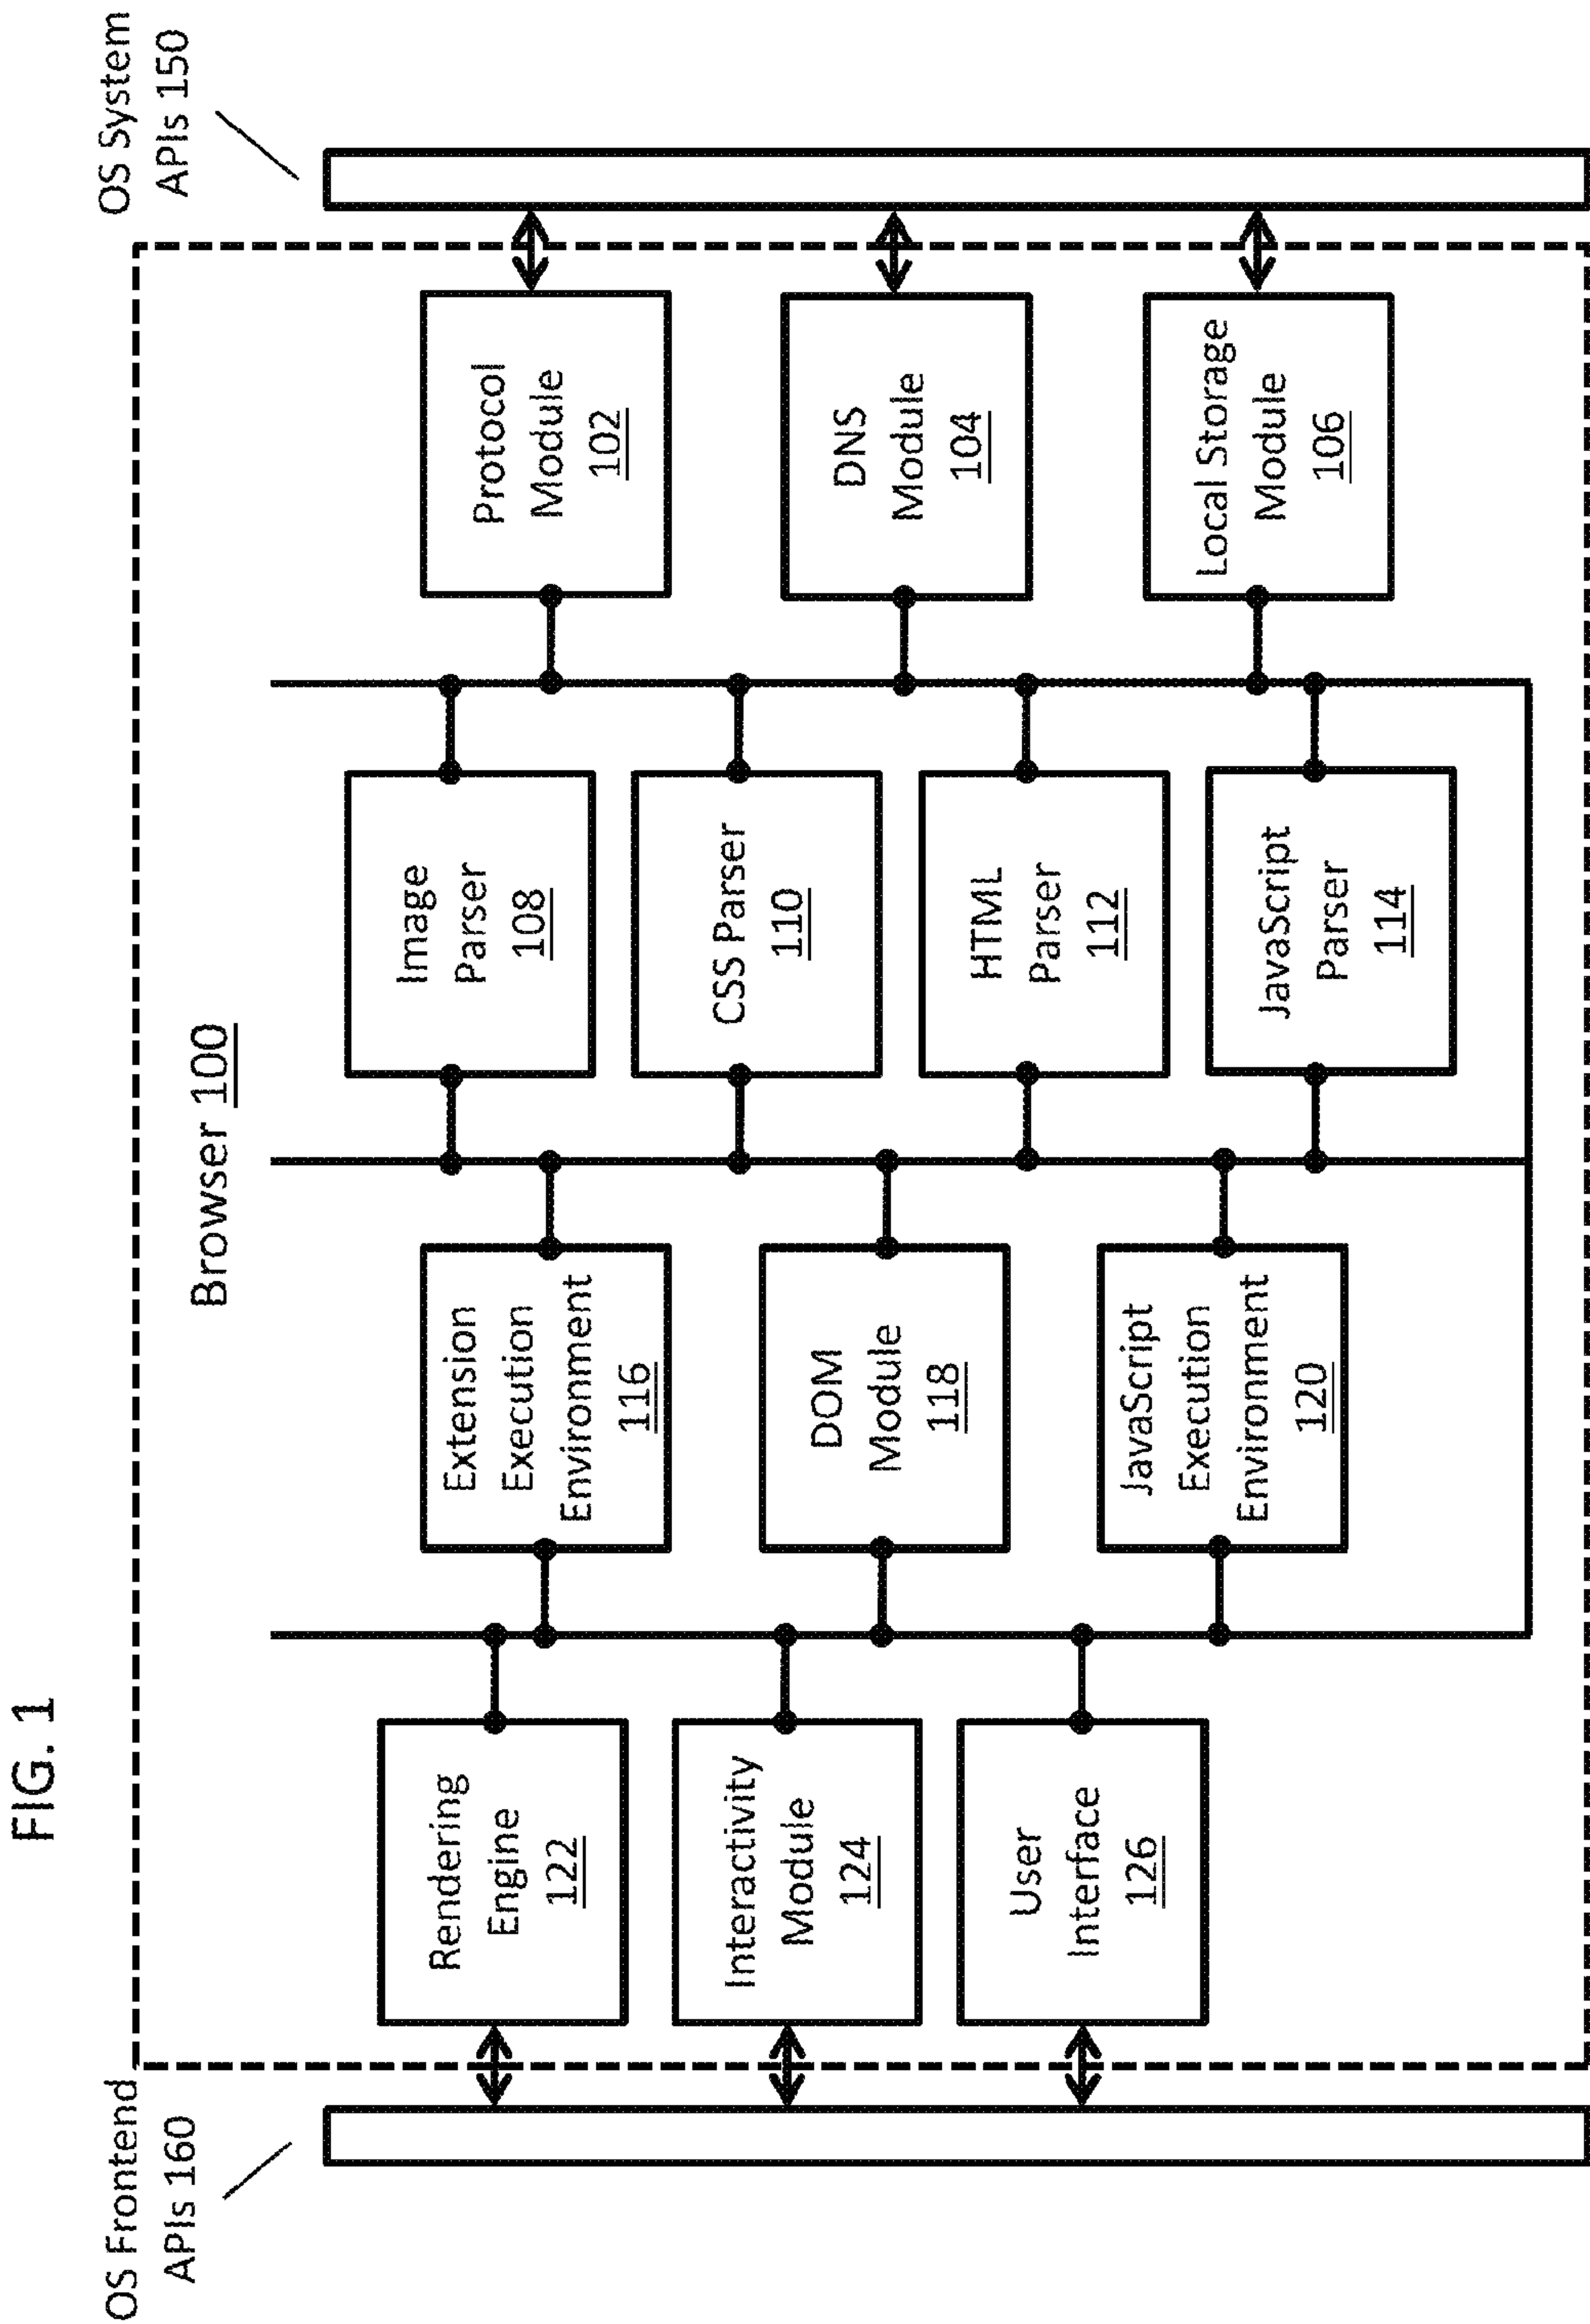 FIG. 1
OS Frontend
APIs 160
Browser 100
OS System
APIs 150
Rendering
Engine
122
Interactivity
Module
124
User
Interface
126
Extension
Execution
Environment
116
DOM
Module
118
JavaScript
Execution
Environment
120
Image
Parser
108
CSS Parser
110
HTML
Parser
112
JavaScript
Parser
114
Protocol
Module
102
DNS
Module
104
Local Storage
Module
106